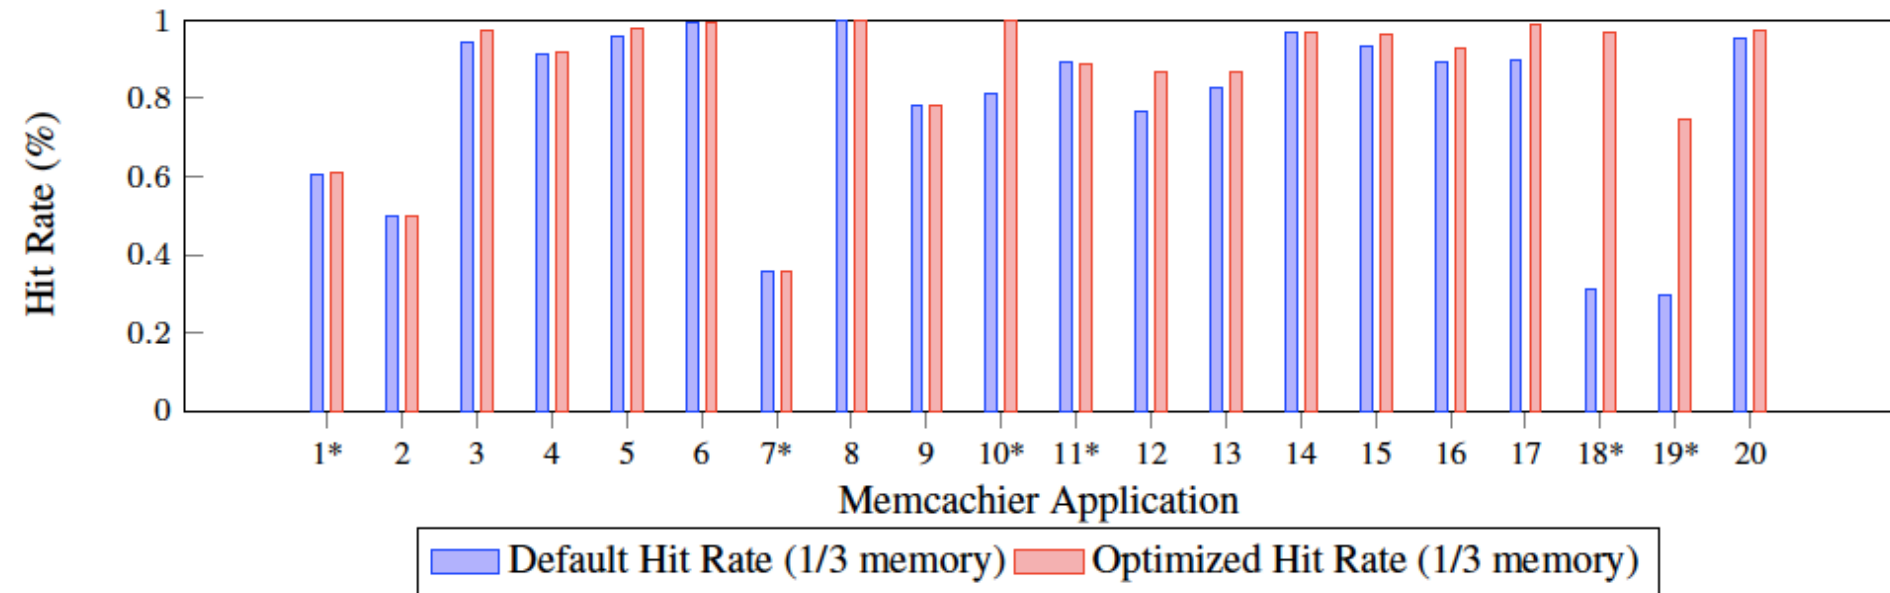 1
0.8
0.6
0.4
0.2
0
Hit Rate (%)
1* 2 3 4 5 6 7* 8 9 10* 11* 12 13 14 15 16 17 18* 19* 20
Memcachier Application
Default Hit Rate (1/3 memory) Optimized Hit Rate (1/3 memory)